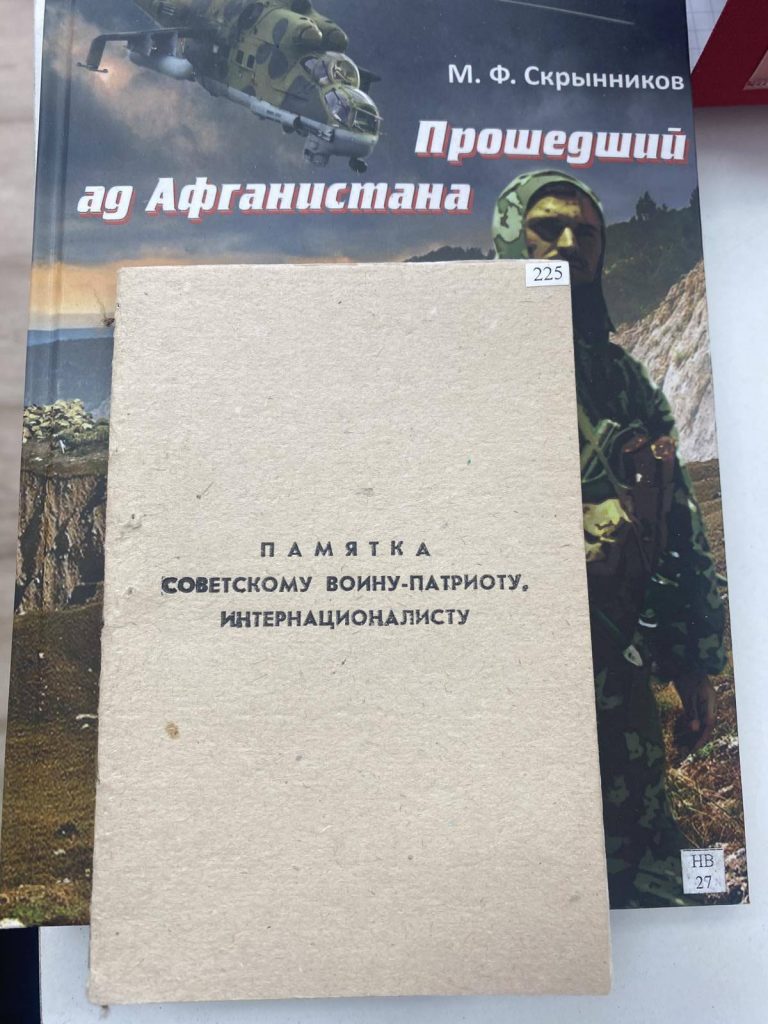 М. Ф. Скрынников
Прошедший
ад Афганистана
225
ПАМЯТКА
СОВЕТСКОМУ ВОИНУ-ПАТРИОТУ,
ИНТЕРНАЦИОНАЛИСТУ
НВ
27